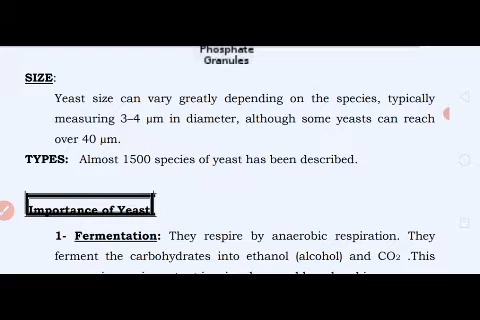 Phosphate
Granules
SIZE:
Yeast size can vary greatly depending on the species, typically
measuring 3–4 µm in diameter, although some yeasts can reach
over 40 µm.
TYPES: Almost 1500 species of yeast has been described.
Importance of Yeast
1- Fermentation: They respire by anaerobic respiration. They
ferment the carbohydrates into ethanol (alcohol) and CO₂ .This